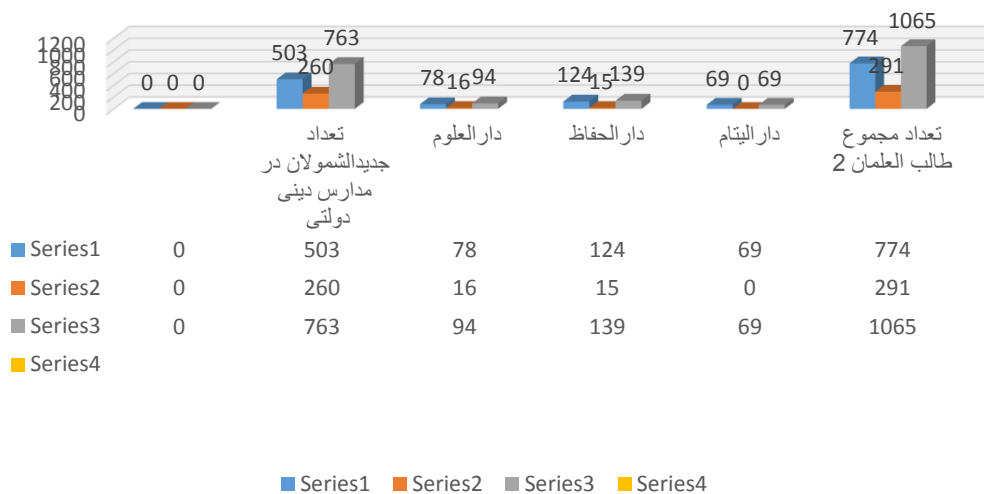 1200
1000
800
600
400
200
0
0 0 0
503 260 763
78 16 94
124 15 139
69 0 69
774 291 1065
تعداد
جدیدالشمولان در
مدارس دینی
دولتی
دارالعلوم
دارالحفاظ
دارالیتام
تعداد مجموع
طالب العلمان 2
Series1 0 503 78 124 69 774
Series2 0 260 16 15 0 291
Series3 0 763 94 139 69 1065
Series4
Series1 Series2 Series3 Series4